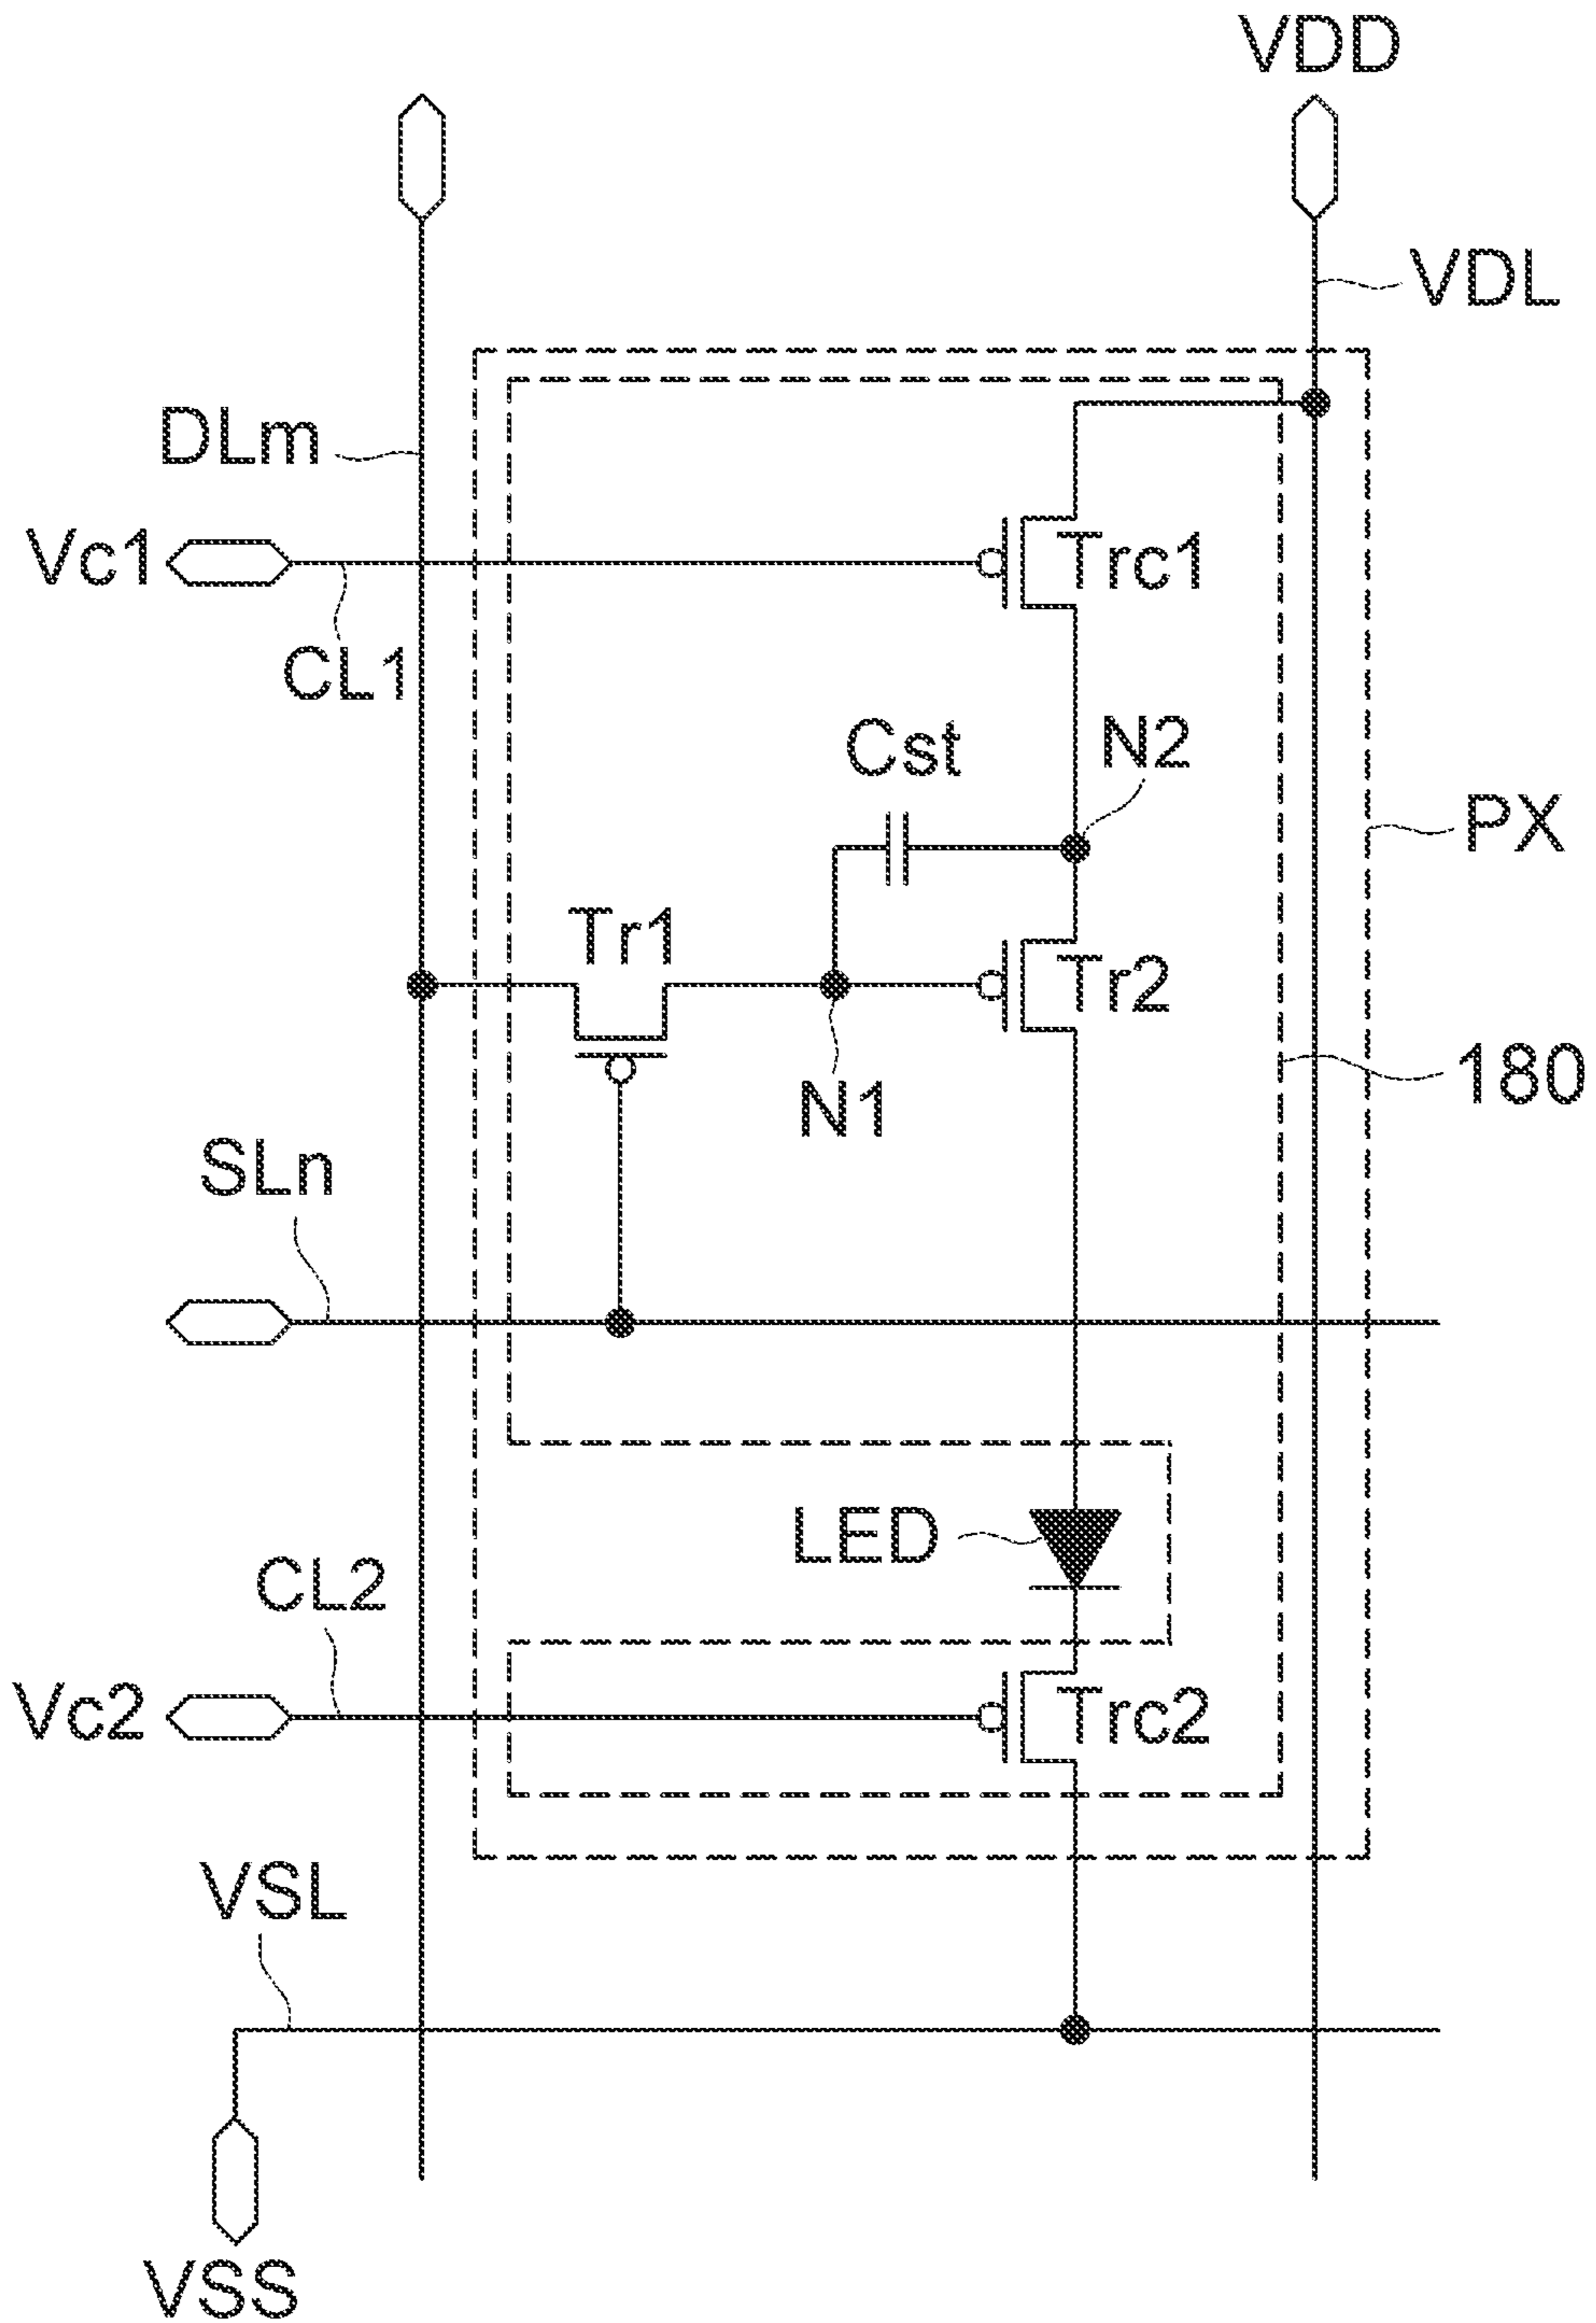 VDD
VDL
DLm
Vc1
Trc1
CL1
Cst
N2
PX
Tr1
Tr2
180
N1
SLn
LED
CL2
Vc2
Trc2
VSL
VSS